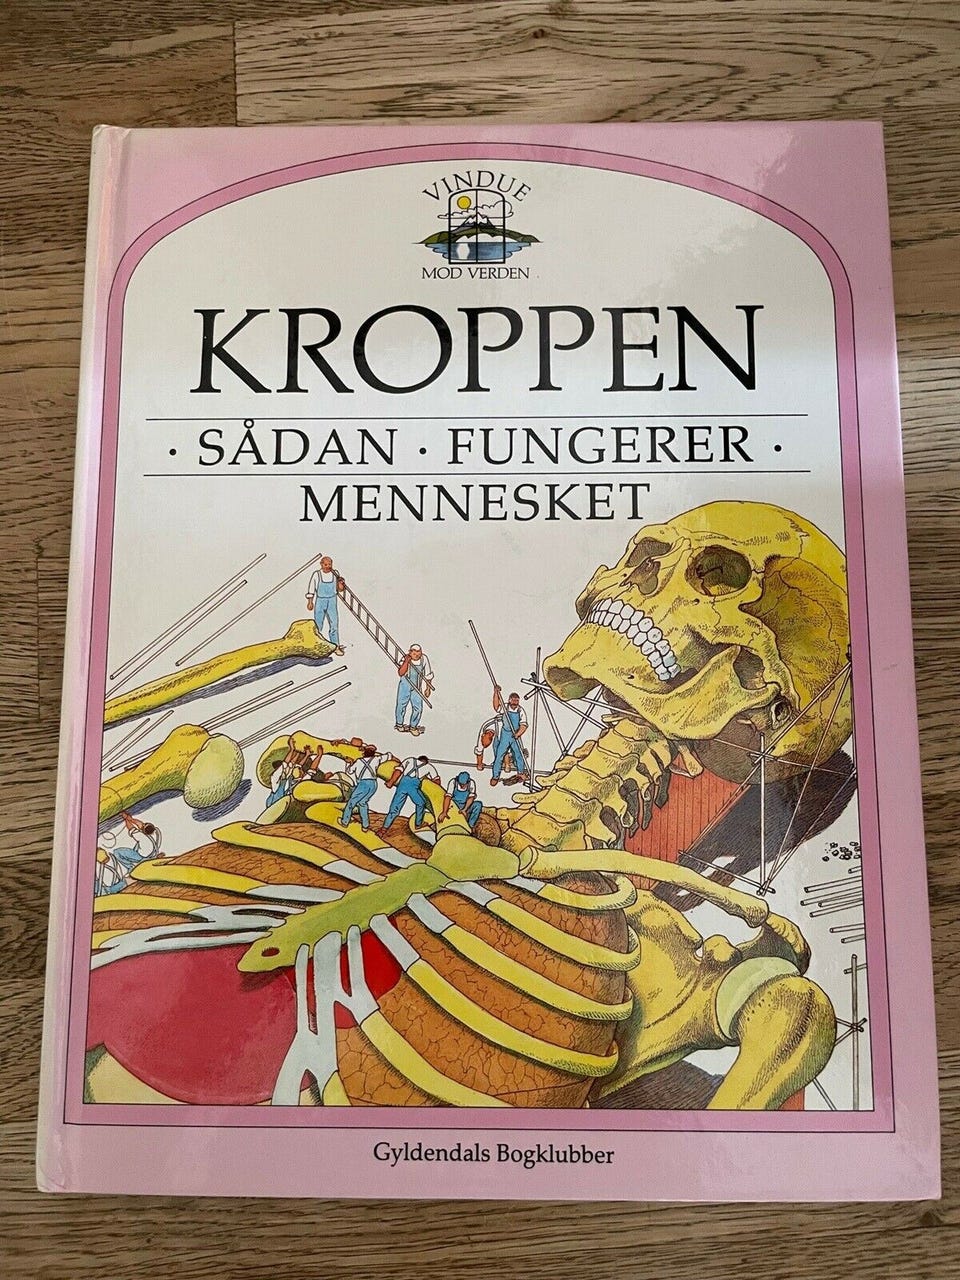 VINDUE
MOD VERDEN
KROPPEN
· SÅDAN · FUNGERER ·
MENNESKET
Gyldendals Bogklubber